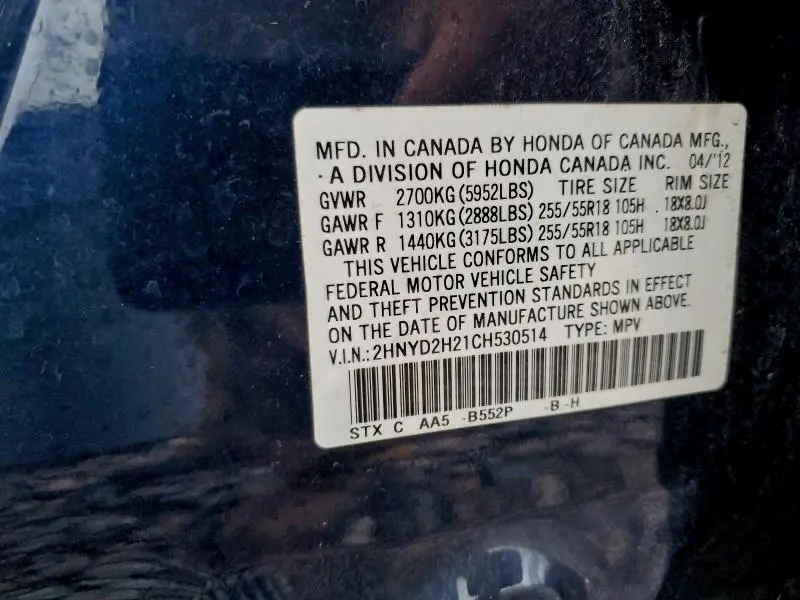 MFD. IN CANADA BY HONDA OF CANADA MFG.,
A DIVISION OF HONDA CANADA INC. 04/'12
GVWR 2700KG(5952LBS) TIRE SIZE RIM SIZE
GAWR F 1310KG(2888LBS) 255/55R18 105H 18X8.0J
GAWR R 1440KG(3175LBS) 255/55R18 105H 18X8.0J
THIS VEHICLE CONFORMS TO ALL APPLICABLE
FEDERAL MOTOR VEHICLE SAFETY
AND THEFT PREVENTION STANDARDS IN EFFECT
ON THE DATE OF MANUFACTURE SHOWN ABOVE.
V.I.N.:2HNYD2H21CH530514 TYPE: MPV
STX C AA5 -B552P -B -H